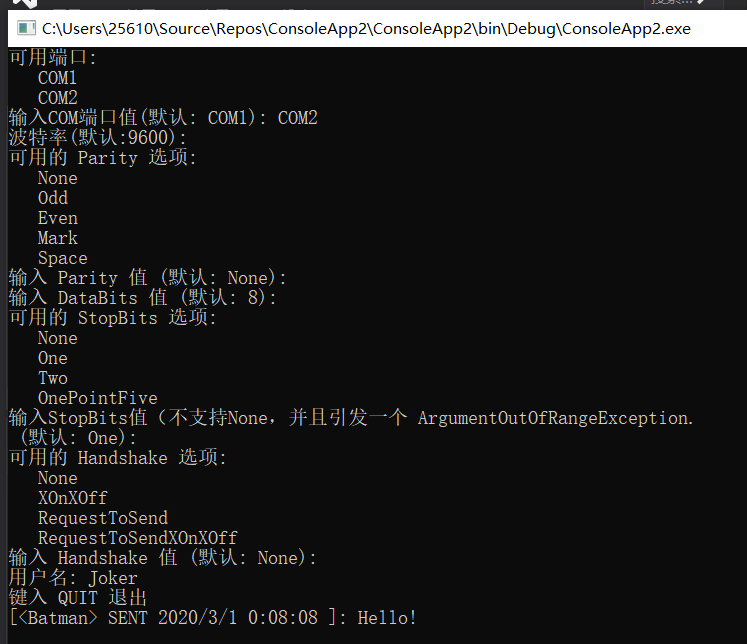 C:\Users\25610\Source\Repos\ConsoleApp2\ConsoleApp2\bin\Debug\ConsoleApp2.exe
可用端口:
COM1
COM2
输入COM端口值(默认: COM1): COM2
波特率(默认:9600):
可用的 Parity 选项:
None
Odd
Even
Mark
Space
输入 Parity 值 (默认: None):
输入 DataBits 值 (默认: 8):
可用的 StopBits 选项:
None
One
Two
OnePointFive
输入StopBits值（不支持None，并且引发一个 ArgumentOutOfRangeException.
(默认: One):
可用的 Handshake 选项:
None
XOnXOff
RequestToSend
RequestToSendXOnXOff
输入 Handshake 值 (默认: None):
用户名: Joker
键入 QUIT 退出
[<Batman> SENT 2020/3/1 0:08:08 ]: Hello!